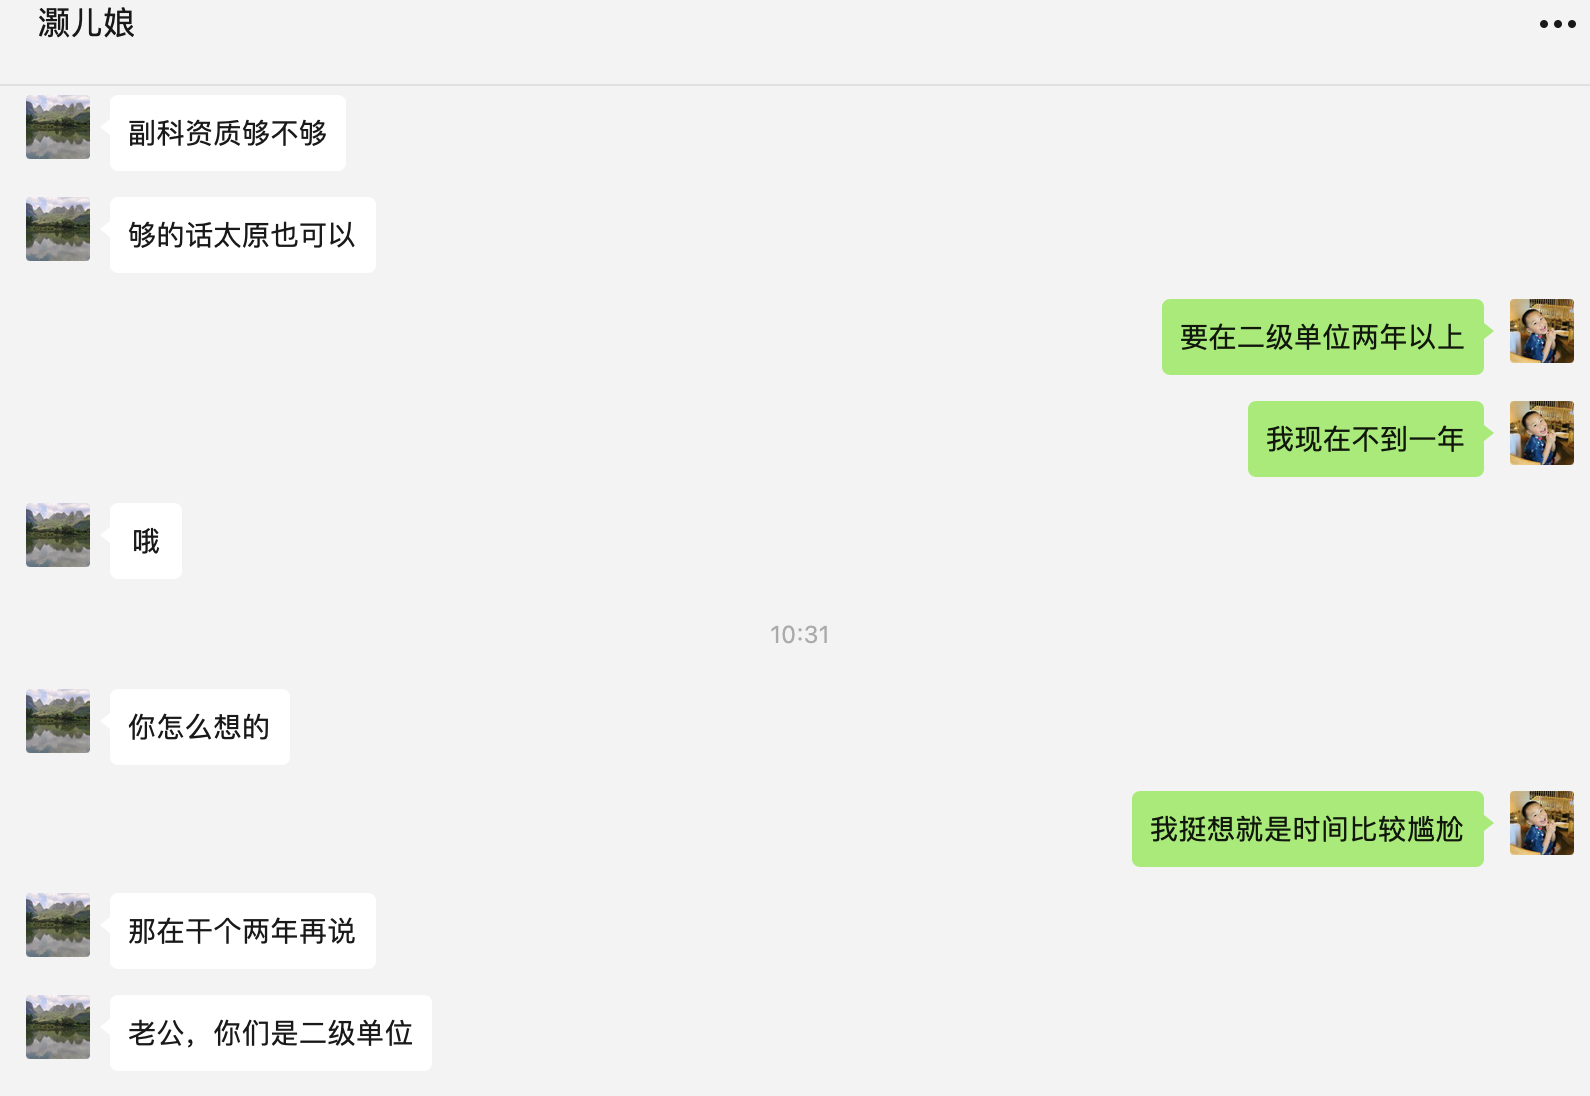 灏儿娘
副科资质够不够
够的话太原也可以
要在二级单位两年以上
我现在不到一年
哦
10:31
你怎么想的
我挺想就是时间比较尴尬
那在干个两年再说
老公，你们是二级单位